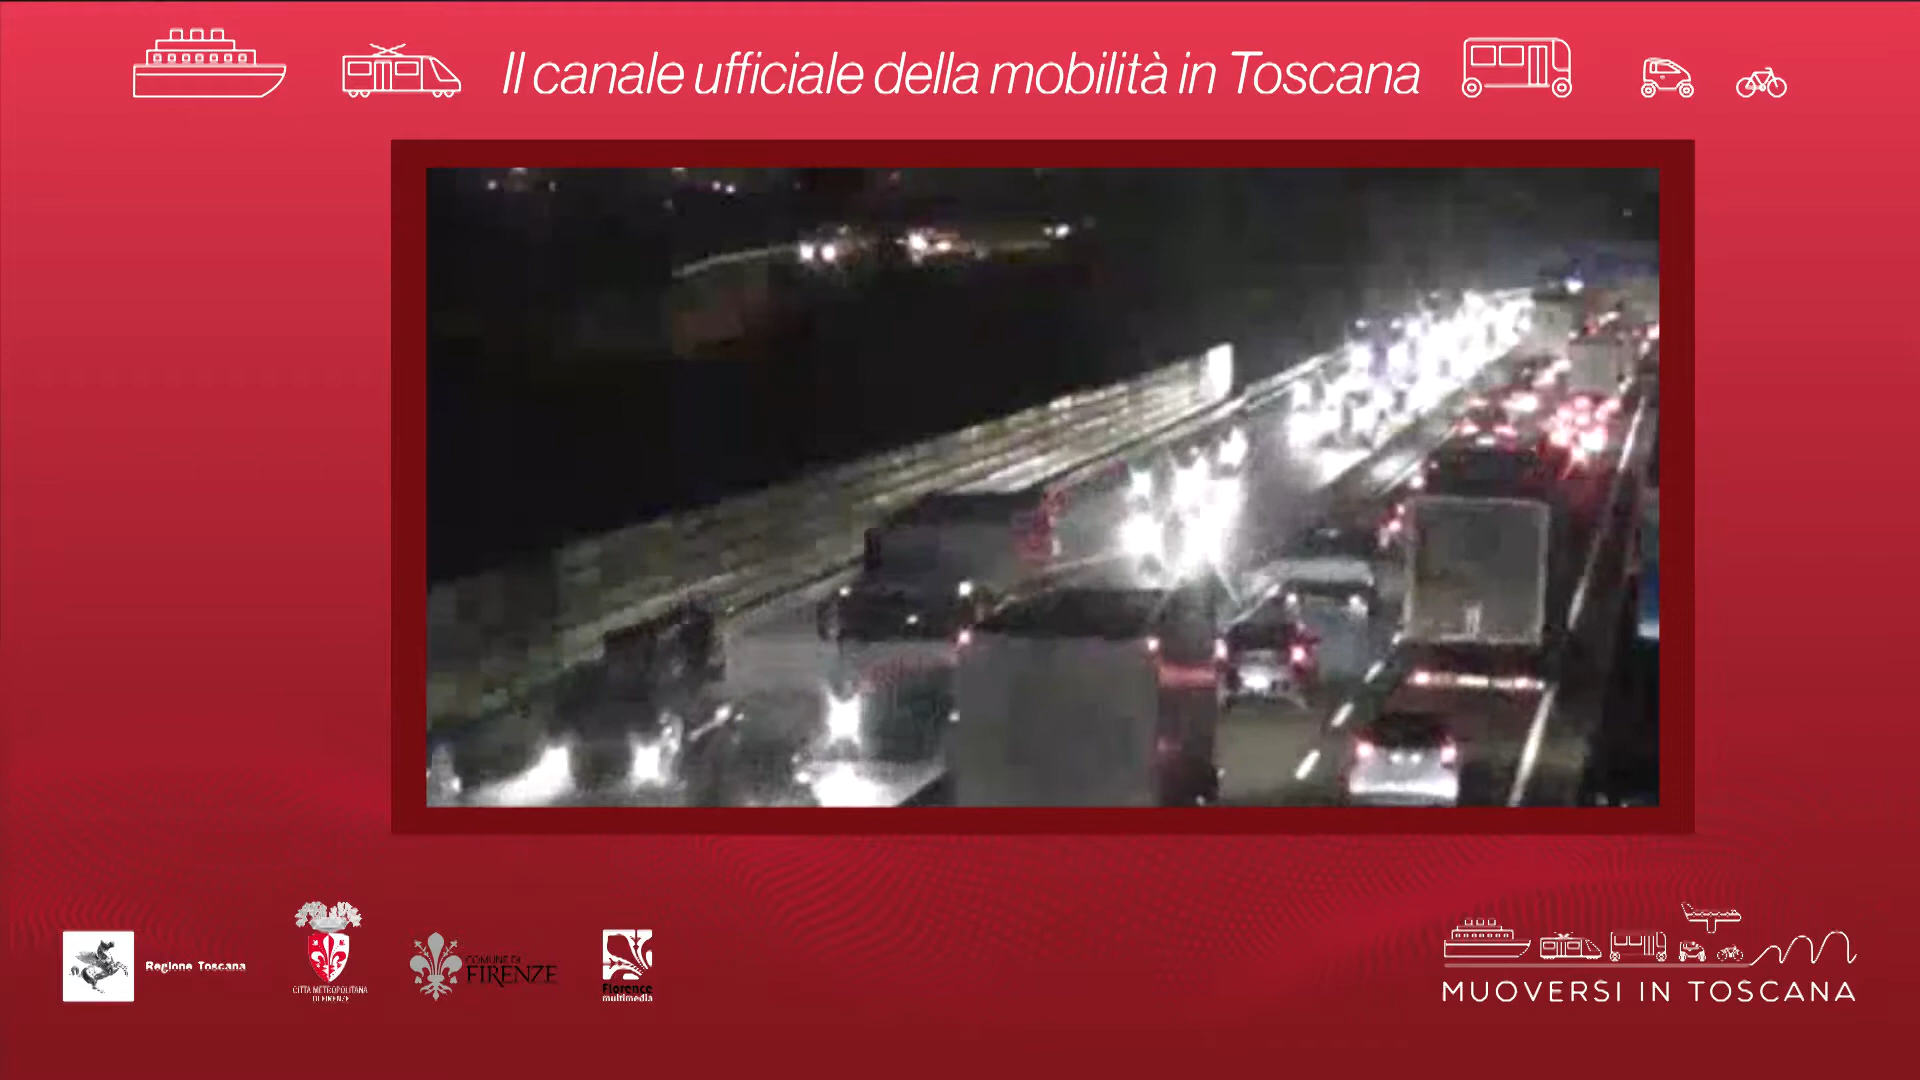 Il canale ufficiale della mobilità in Toscana
Regione Toscana
CITTÀ METROPOLITANA
DI FIRENZE
COMUNE DI
FIRENZE
Florence
multimedia
MUOVERSI IN TOSCANA